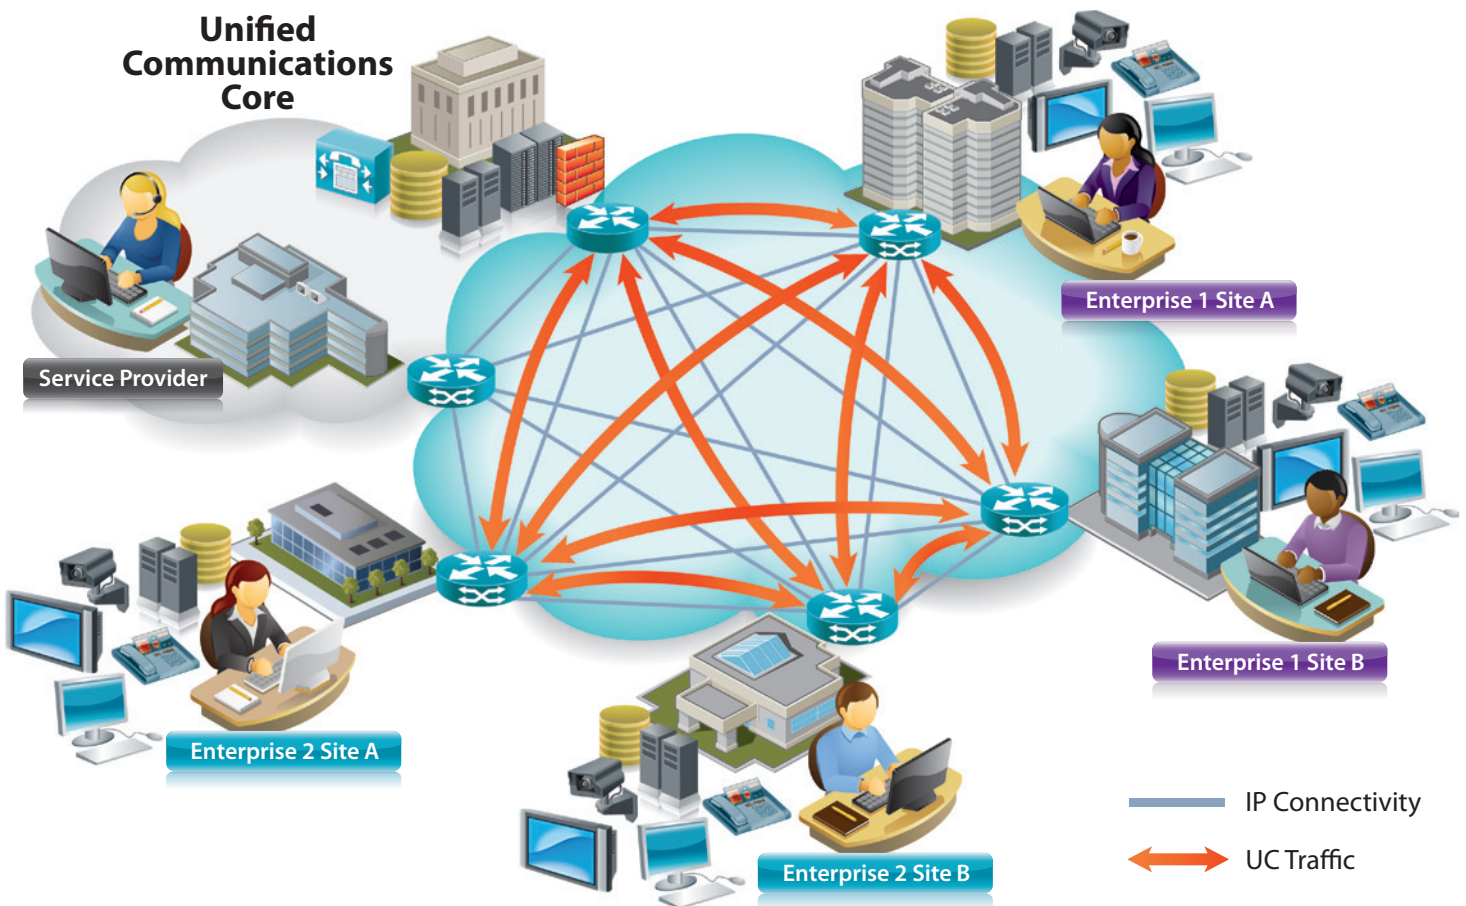 Unified
Communications
Core
Enterprise 1 Site A
Service Provider
Enterprise 1 Site B
Enterprise 2 Site A
Enterprise 2 Site B
IP Connectivity
UC Traffic